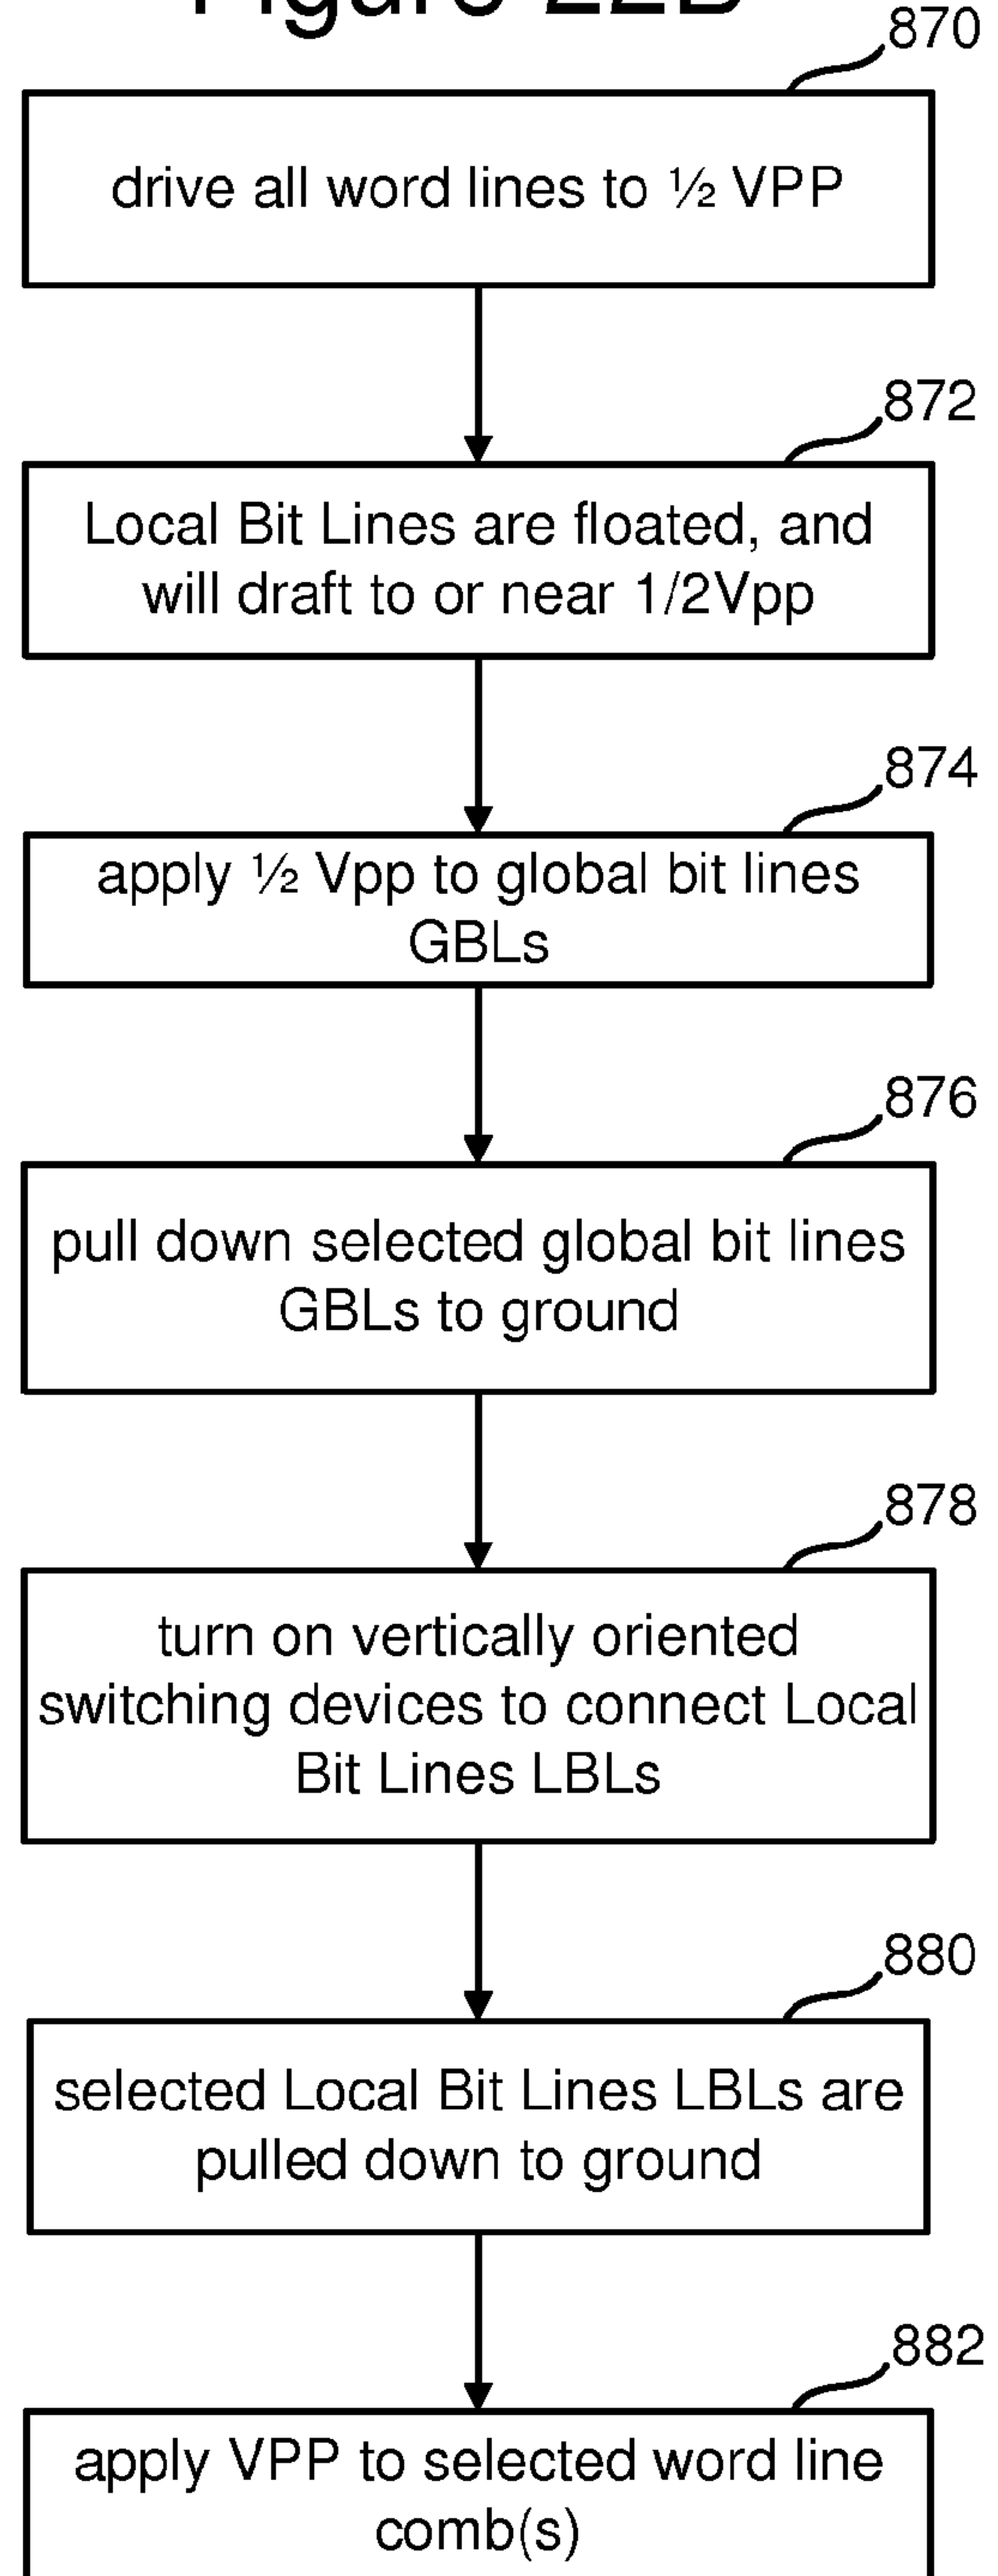 Figure 22B
870
drive all word lines to ½ VPP
872
Local Bit Lines are floated, and
will draft to or near 1/2Vpp
874
apply ½ Vpp to global bit lines
GBLs
876
pull down selected global bit lines
GBLs to ground
878
turn on vertically oriented
switching devices to connect Local
Bit Lines LBLs
880
selected Local Bit Lines LBLs are
pulled down to ground
882
apply VPP to selected word line
comb(s)